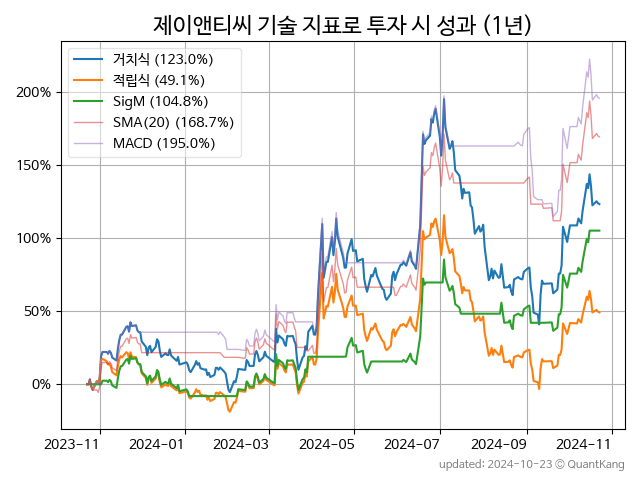 제이앤티씨 기술 지표로 투자 시 성과 (1년)
거치식 (123.0%)
적립식 (49.1%)
SigM (104.8%)
SMA(20) (168.7%)
MACD (195.0%)
200%
150%
100%
50%
0%
2023-11 2024-01 2024-03 2024-05 2024-07 2024-09 2024-11
updated: 2024-10-23 © QuantKang